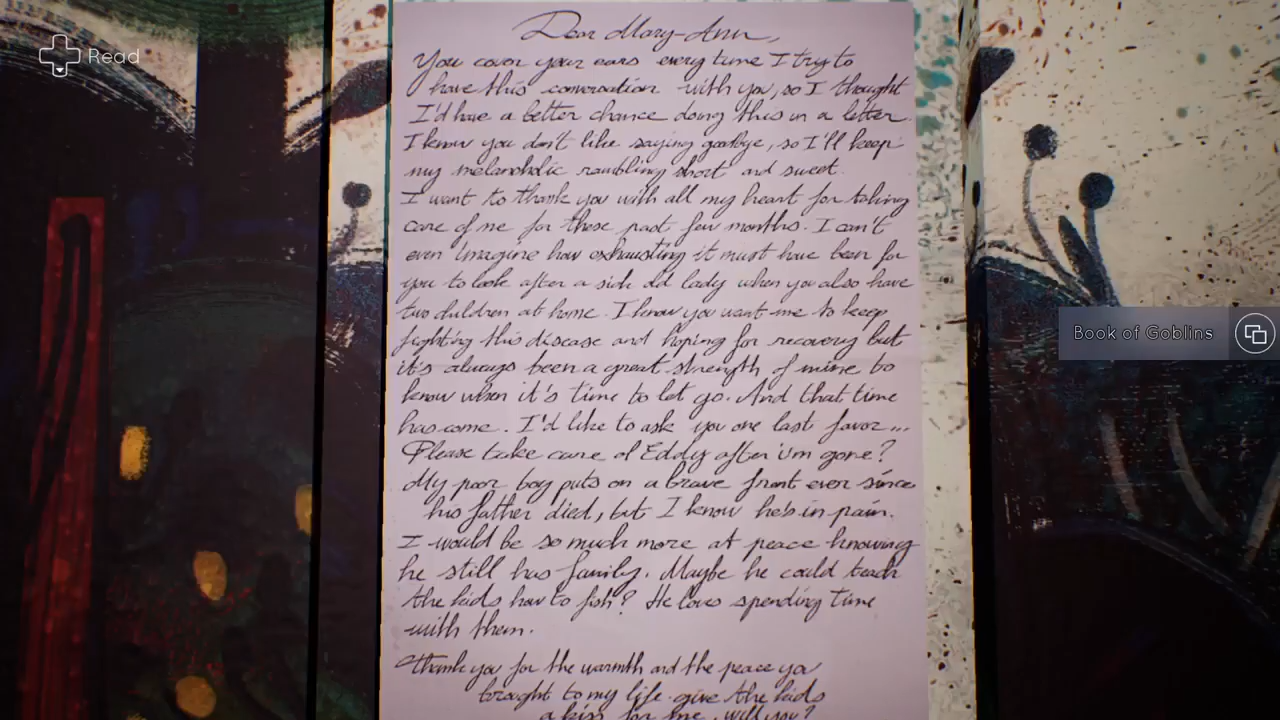 Read
Dear Mary-Ann,
You cover your ears every time I try to
have this conversation with you, so I thought
I'd have a better chance doing this in a letter.
I know you don't like saying goodbye, so I'll keep
my melancholic rambling short and sweet.
I want to thank you with all my heart for taking
care of me for these past few months. I can't
even imagine how exhausting it must have been for
you to look after a sick old lady when you also have
two children at home. I know you want me to keep
fighting this disease and hoping for recovery but
it's always been a great strength of mine to
know when it's time to let go. And that time
has come. I'd like to ask you one last favor...
Please take care of Eddy after i'm gone?
My poor boy puts on a brave front ever since
his father died, but I know he's in pain.
I would be so much more at peace knowing
he still has family. Maybe he could teach
the kids how to fish? He loves spending time
with them.
Thank you for the warmth and the peace you
brought to my life. give the kids
a kiss for me, will you?
Book of Goblins